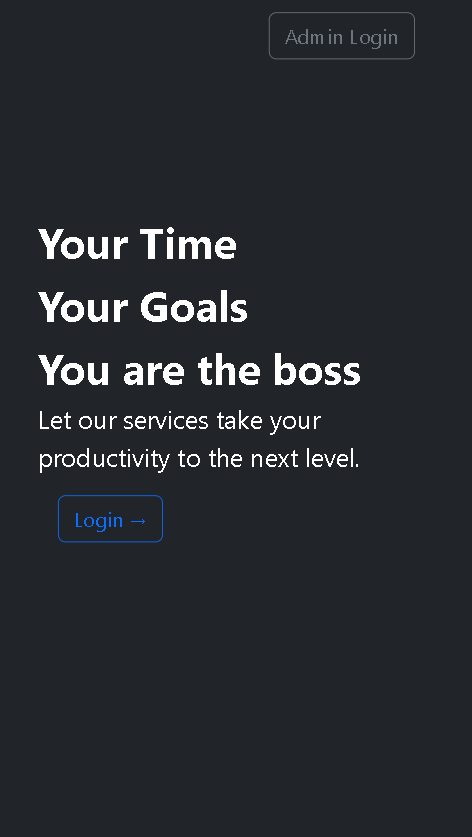 Admin Login
Your Time
Your Goals
You are the boss
Let our services take your
productivity to the next level.
Login →